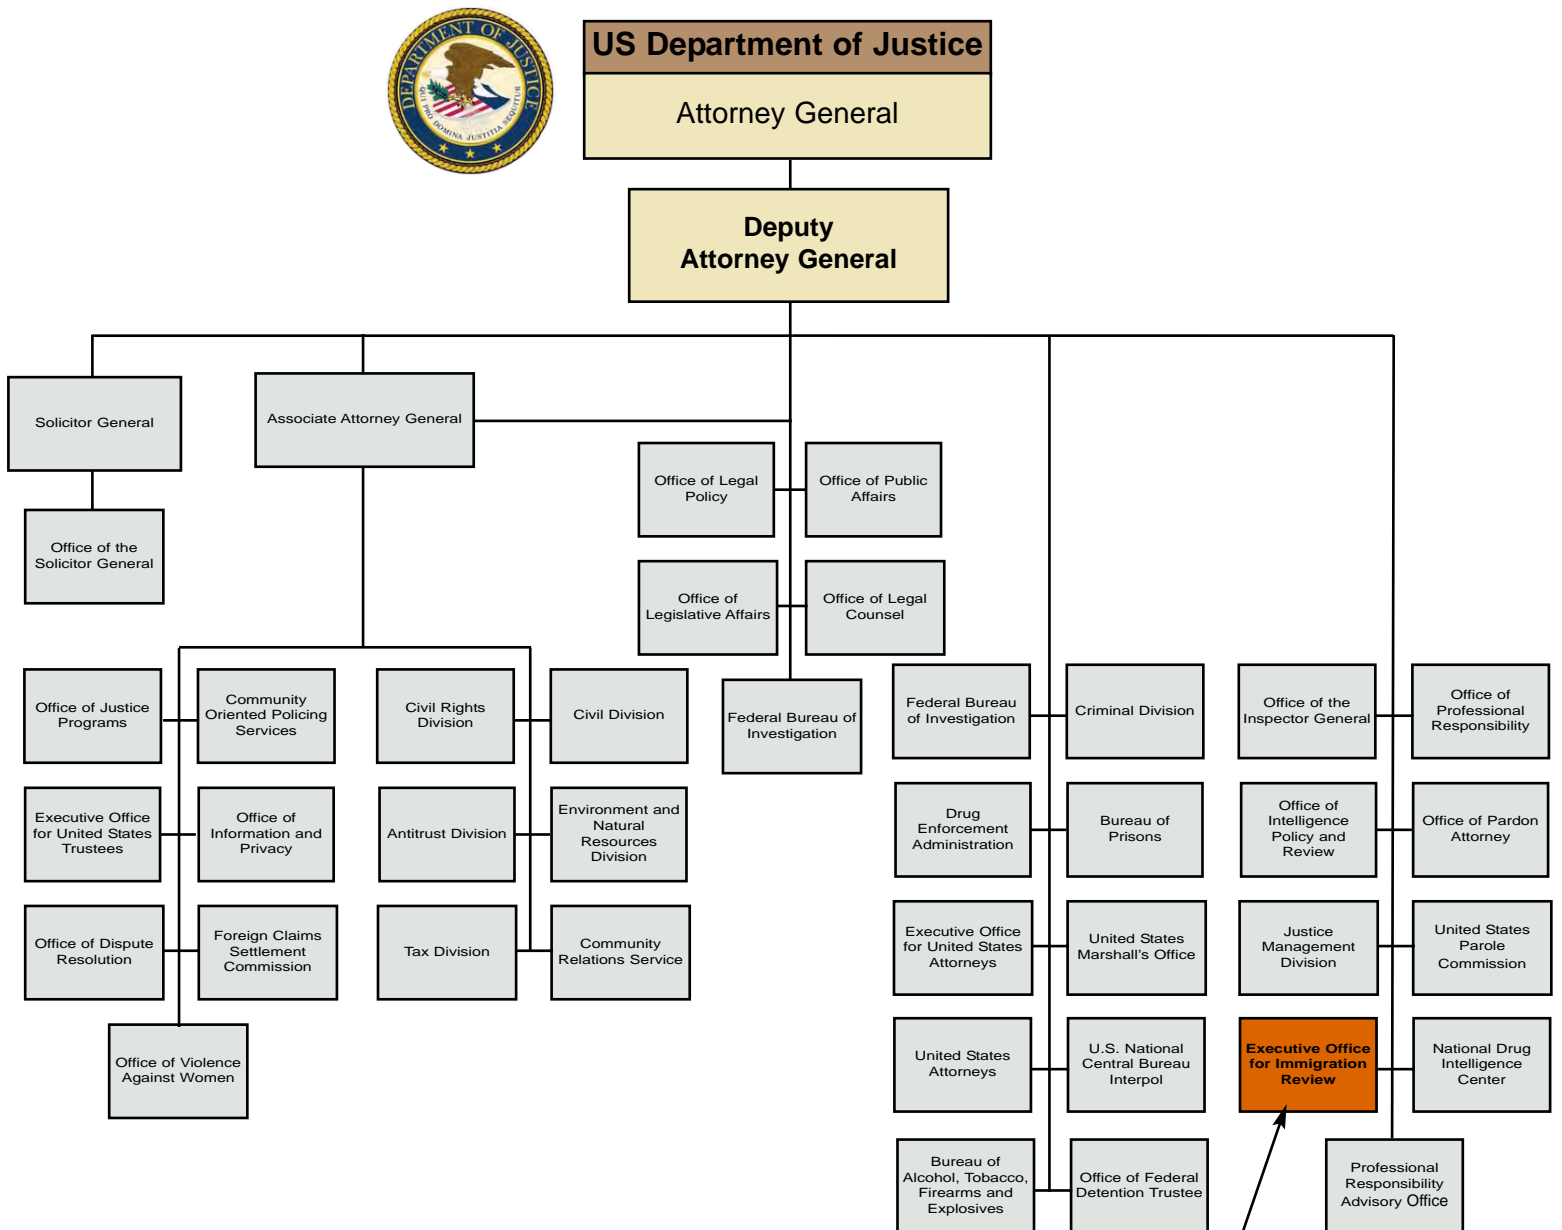 DEPARTMENT OF JUSTICE
QUI PRO DOMINA JUSTITIA SEQUITUR
US Department of Justice
Attorney General
Deputy
Attorney General
Solicitor General
Associate Attorney General
Office of the
Solicitor General
Office of Legal
Policy
Office of Public
Affairs
Office of
Legislative Affairs
Office of Legal
Counsel
Federal Bureau of
Investigation
Office of Justice
Programs
Community
Oriented Policing
Services
Executive Office
for United States
Trustees
Office of
Information and
Privacy
Office of Dispute
Resolution
Foreign Claims
Settlement
Commission
Office of Violence
Against Women
Civil Rights
Division
Civil Division
Antitrust Division
Environment and
Natural
Resources
Division
Tax Division
Community
Relations Service
Federal Bureau
of Investigation
Criminal Division
Drug
Enforcement
Administration
Bureau of
Prisons
Executive Office
for United States
Attorneys
United States
Marshall's Office
United States
Attorneys
U.S. National
Central Bureau
Interpol
Bureau of
Alcohol, Tobacco,
Firearms and
Explosives
Office of Federal
Detention Trustee
Office of the
Inspector General
Office of
Professional
Responsibility
Office of
Intelligence
Policy and
Review
Office of Pardon
Attorney
Justice
Management
Division
United States
Parole
Commission
Executive Office
for Immigration
Review
National Drug
Intelligence
Center
Professional
Responsibility
Advisory Office